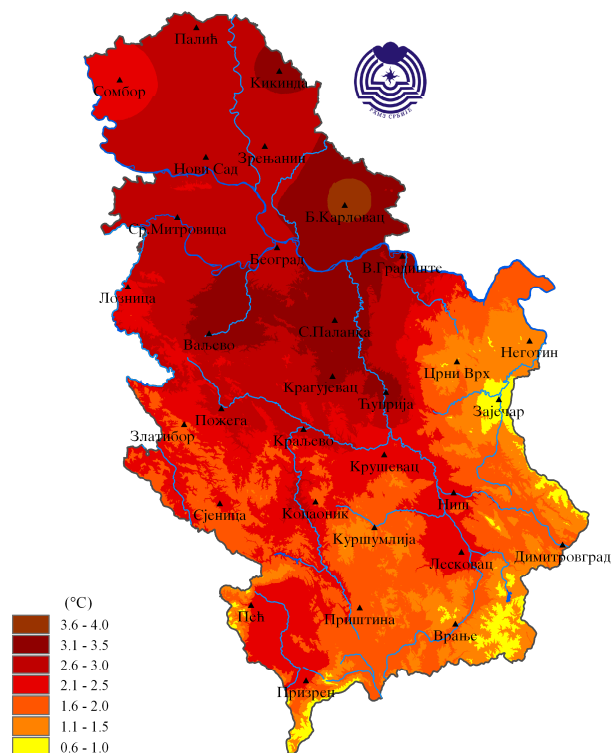 Палић
Кикинда
Сомбор
Зрењанин
Нови Сад
РХМЗ СРБИЈЕ
Б.Карловац
Ср.Митровица
Београд
В.Градиште
Лозница
С.Паланка
Ваљево
Неготин
Црни Врх
Крагујевац
Ћуприја
Зајечар
Пожега
Златибор
Краљево
Крушевац
Ниш
Сјеница
Копаоник
Куршумлија
Димитровград
Лесковац
Пећ
Приштина
Врање
Призрен
(°C)
3.6 - 4.0
3.1 - 3.5
2.6 - 3.0
2.1 - 2.5
1.6 - 2.0
1.1 - 1.5
0.6 - 1.0